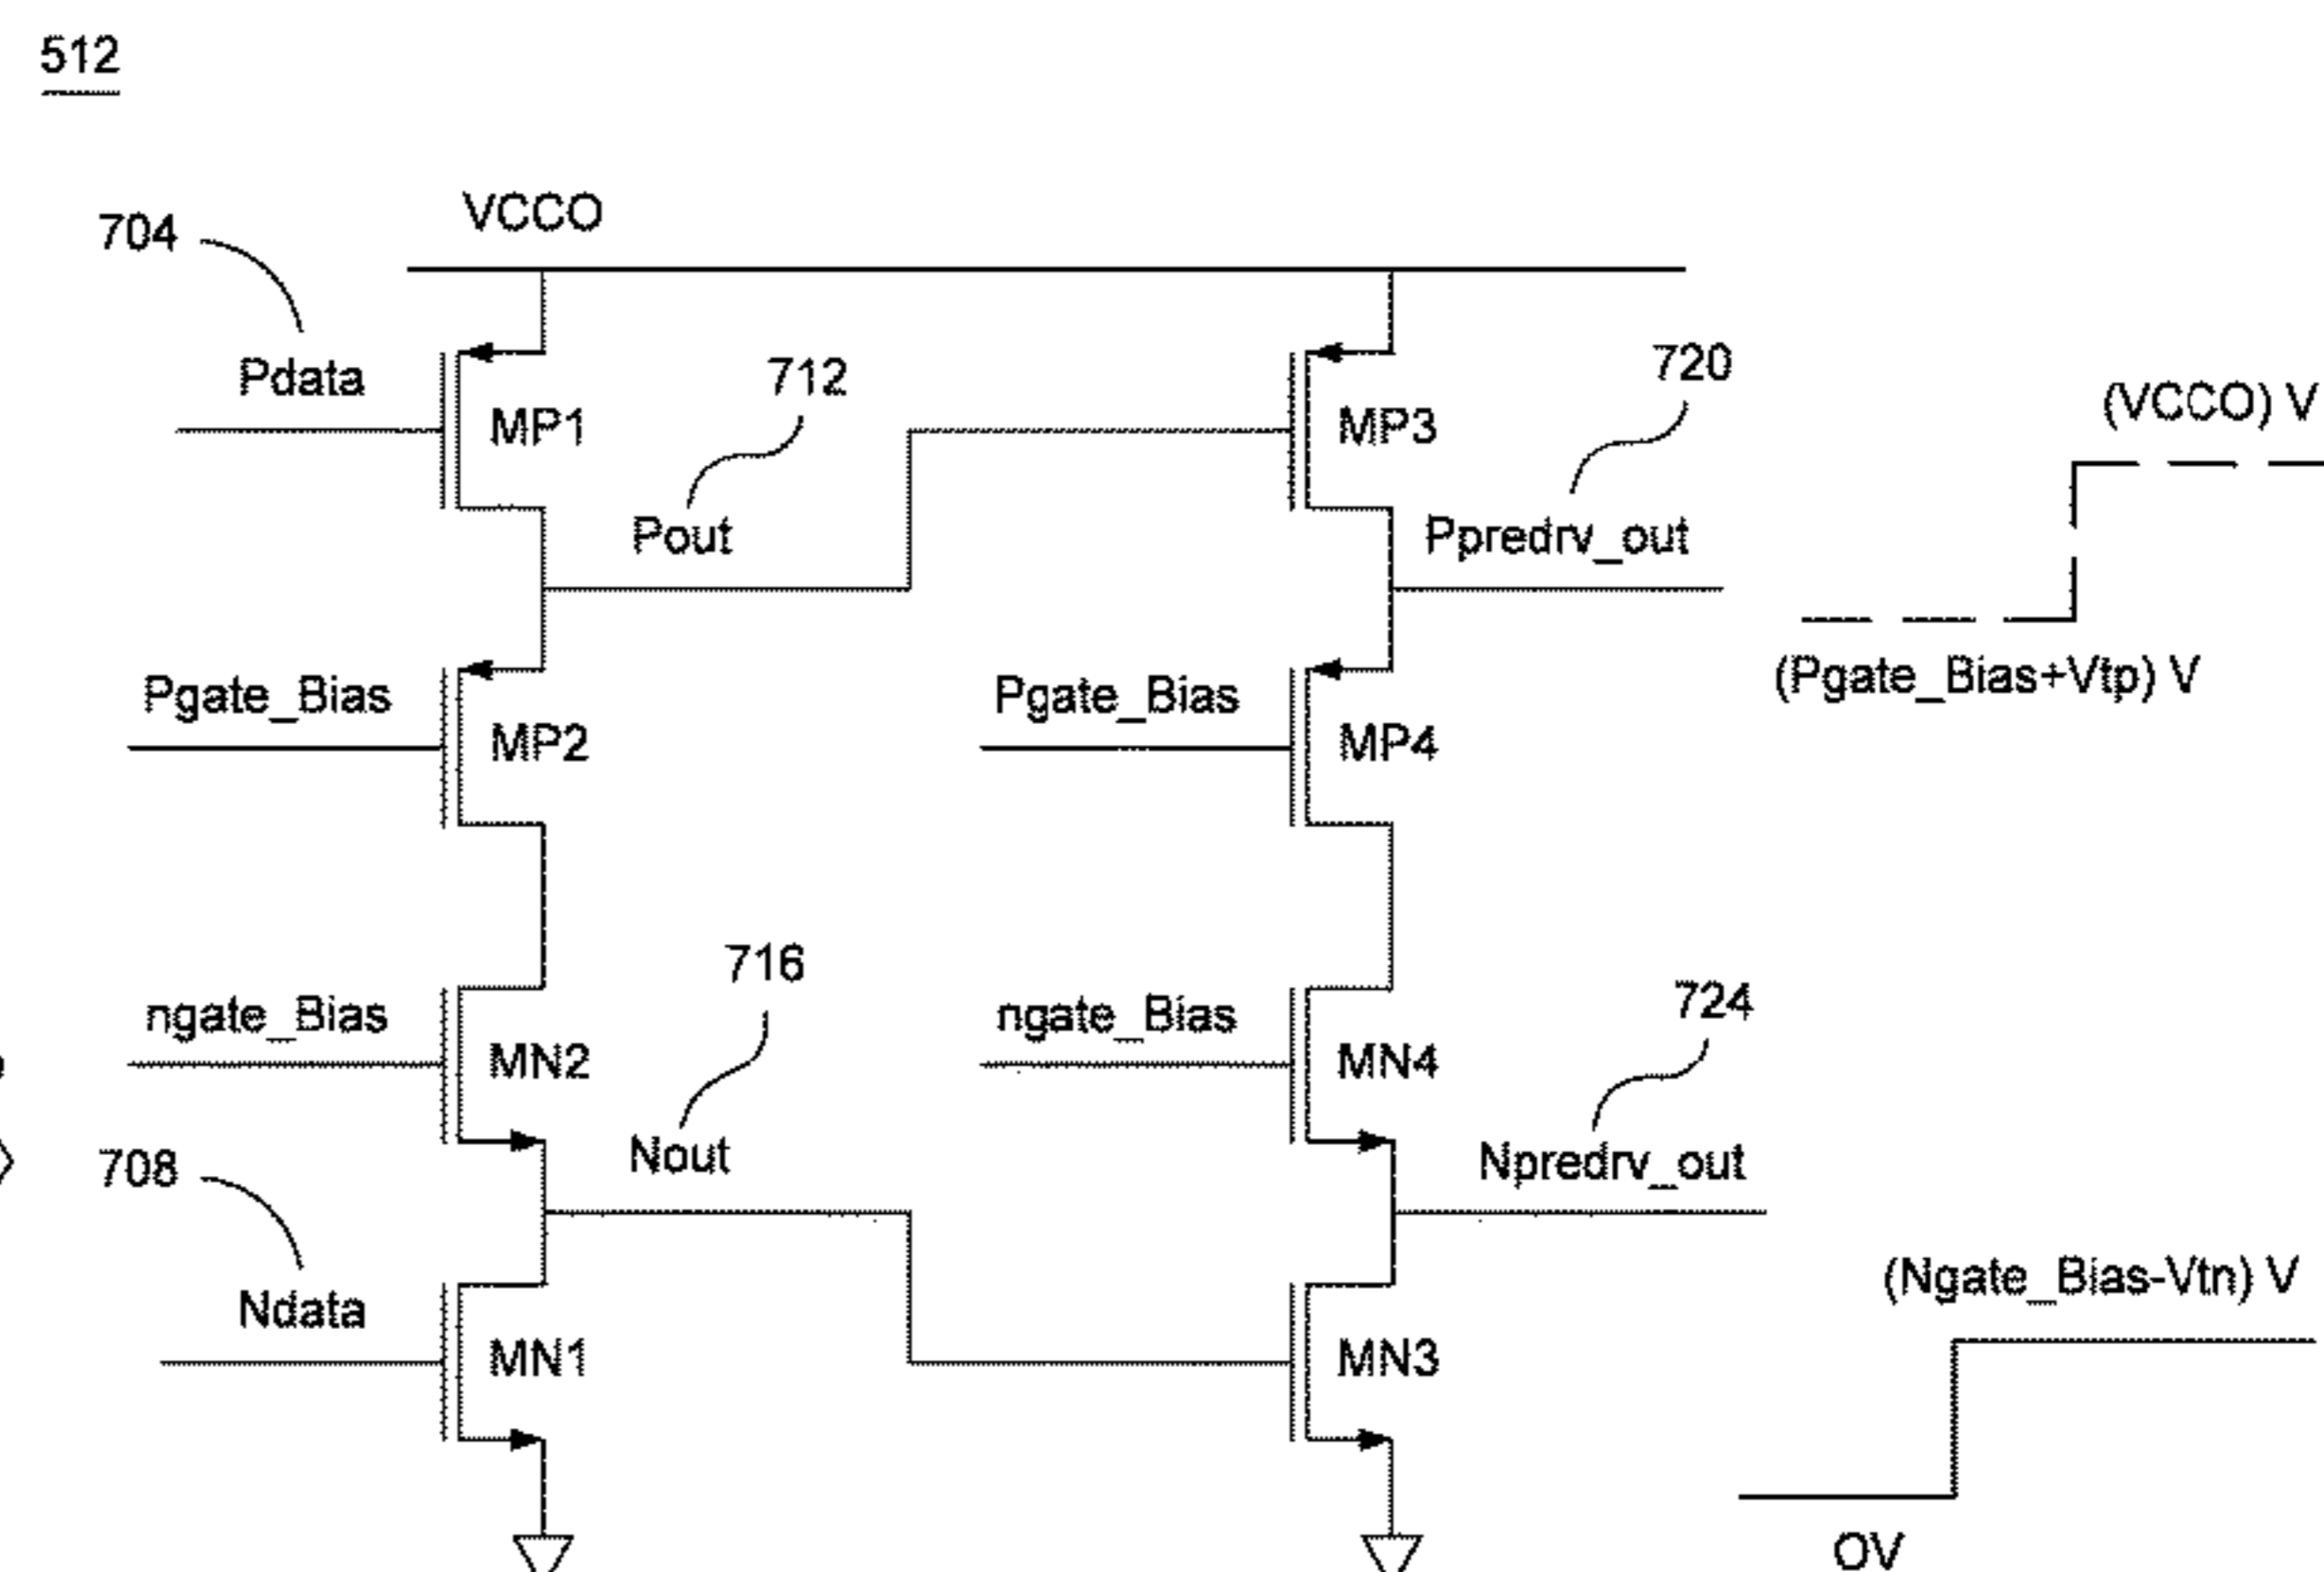 512
VCCO
704
Pdata
MP1
712
Pout
MP3
720
Ppredrv_out
(VCCO) V
(Pgate_Bias+Vtp) V
Pgate_Bias
MP2
Pgate_Bias
MP4
ngate_Bias
MN2
716
Nout
ngate_Bias
MN4
724
Npredrv_out
708
Ndata
MN1
MN3
(Ngate_Bias-Vtn) V
OV